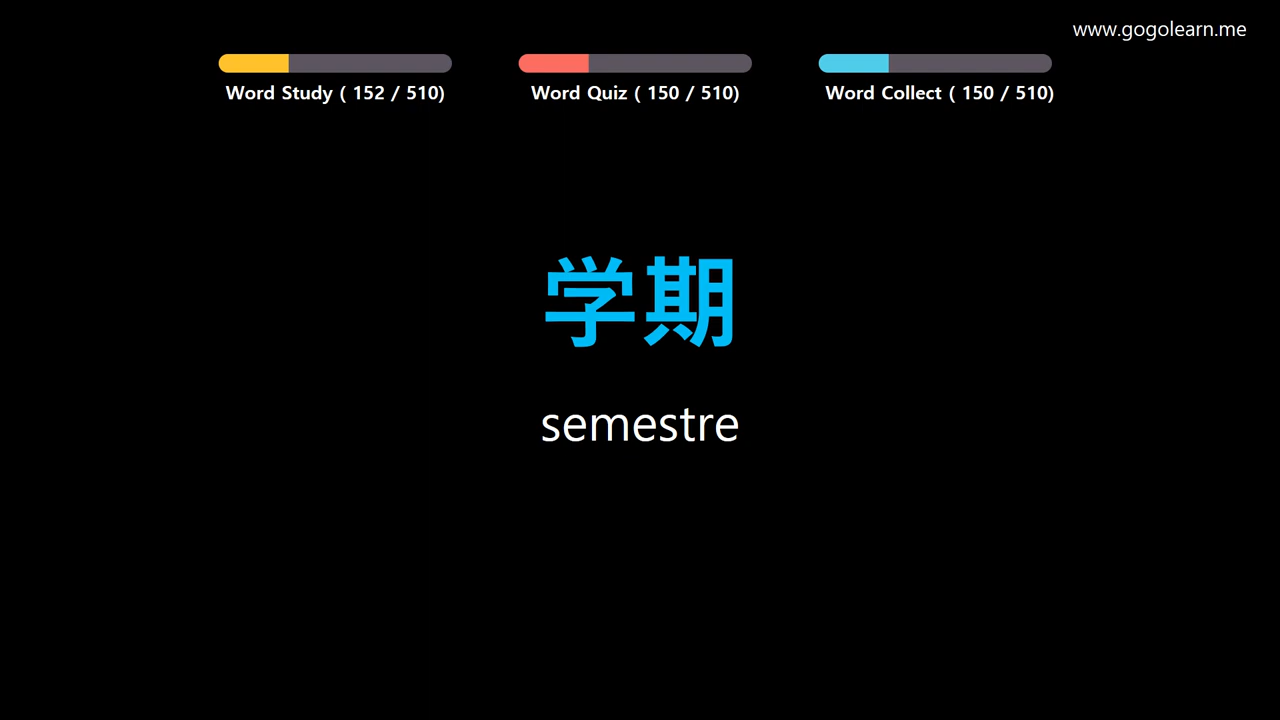 www.gogolearn.me
Word Study ( 152 / 510)
Word Quiz ( 150 / 510)
Word Collect ( 150 / 510)
学期
semestre